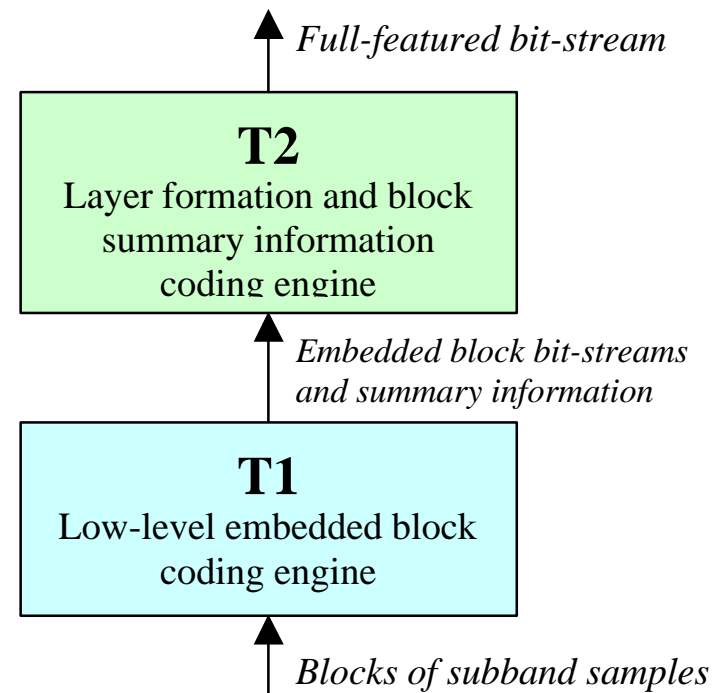 Full-featured bit-stream
T2
Layer formation and block
summary information
coding engine
Embedded block bit-streams
and summary information
T1
Low-level embedded block
coding engine
Blocks of subband samples